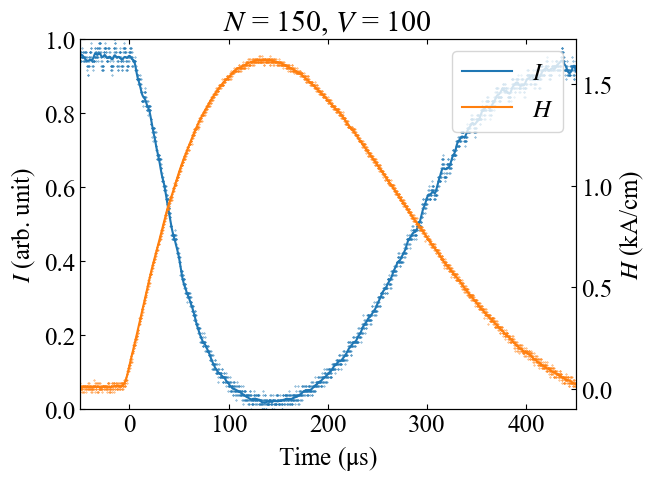 N = 150, V = 100
I (arb. unit)
1.0
0.8
0.6
0.4
0.2
0.0
I
H
1.5
1.0
0.5
0.0
H (kA/cm)
0 100 200 300 400
Time (μs)